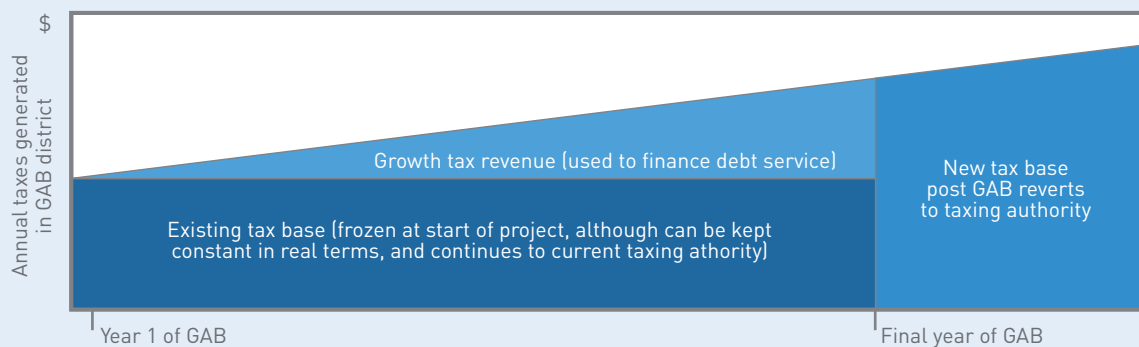 $
Annual taxes generated
in GAB district
Growth tax revenue (used to finance debt service)
Existing tax base (frozen at start of project, although can be kept
constant in real terms, and continues to current taxing athority)
New tax base
post GAB reverts
to taxing authority
Year 1 of GAB
Final year of GAB